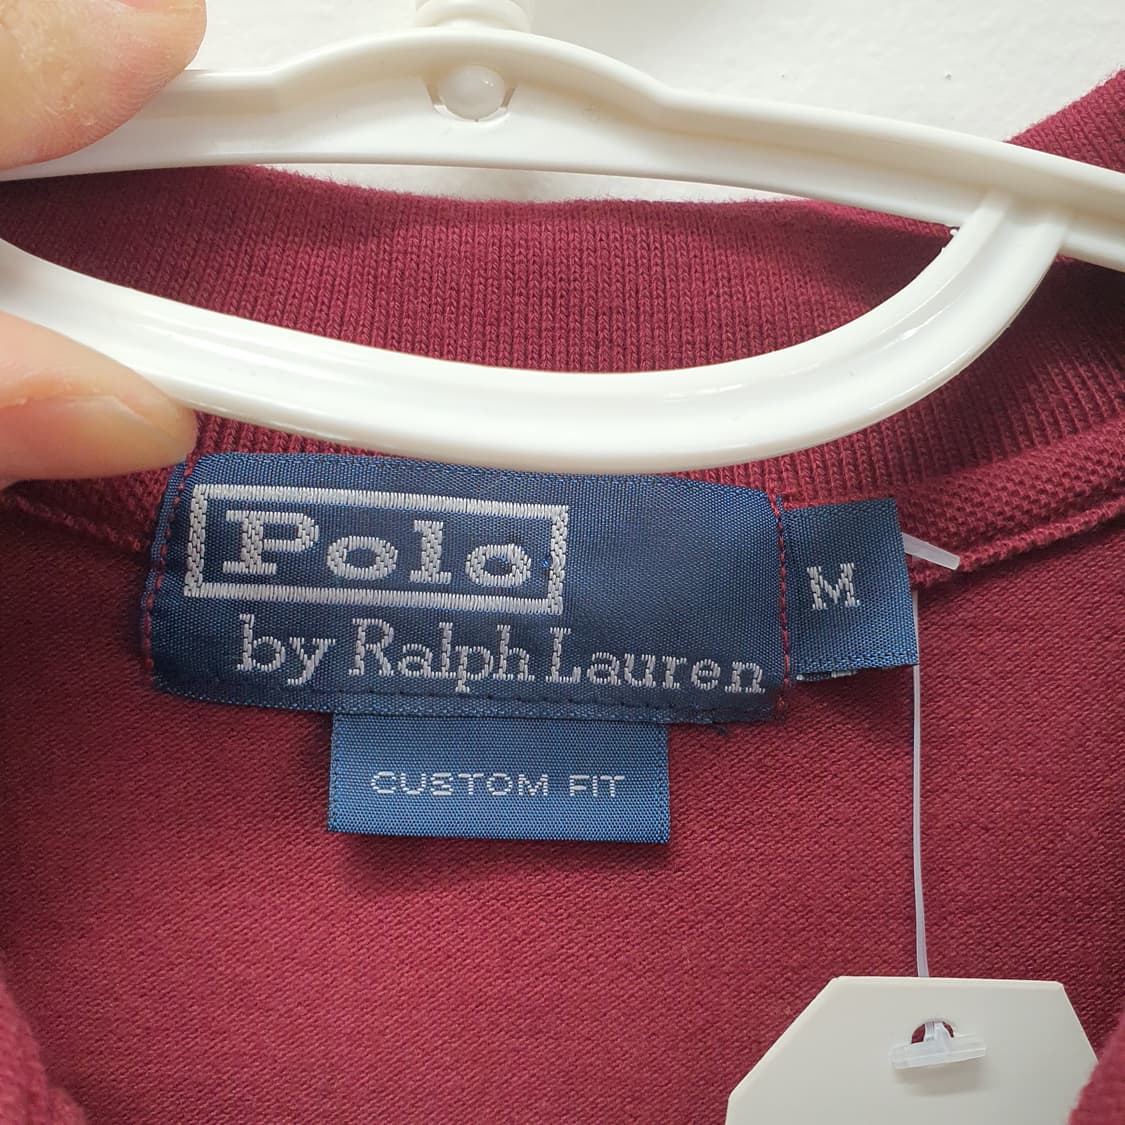 Polo
by Ralph Lauren
M
CUSTOM FIT